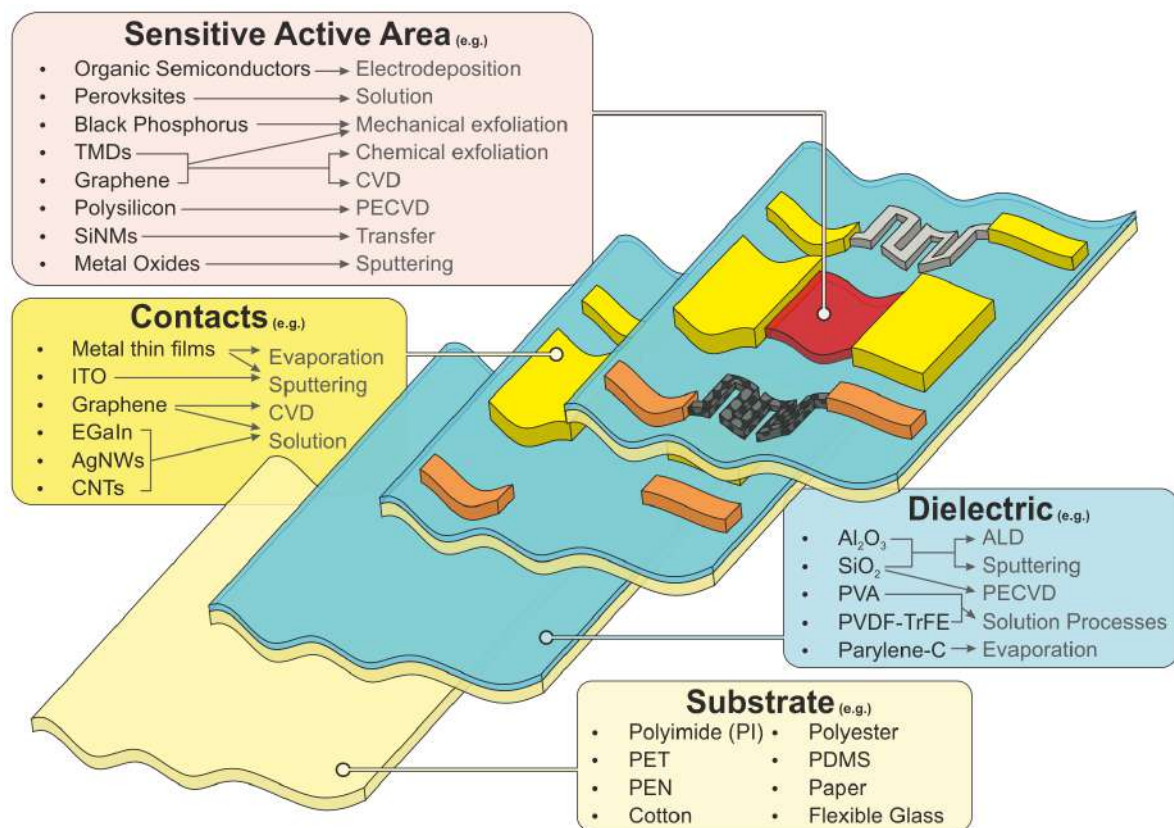 Sensitive Active Area (e.g.)
• Organic Semiconductors Electrodeposition
• Perovksites Solution
• Black Phosphorus Mechanical exfoliation
• TMDs Chemical exfoliation
• Graphene CVD
• Polysilicon PECVD
• SiNMs Transfer
• Metal Oxides Sputtering
Contacts (e.g.)
• Metal thin films Evaporation
• ITO Sputtering
• Graphene CVD
• EGaIn Solution
• AgNWs
• CNTs
Dielectric (e.g.)
• Al₂O₃ ALD
• SiO₂ Sputtering
• PVA PECVD
• PVDF-TrFE Solution Processes
• Parylene-C Evaporation
Substrate (e.g.)
• Polyimide (PI) • Polyester
• PET • PDMS
• PEN • Paper
• Cotton • Flexible Glass